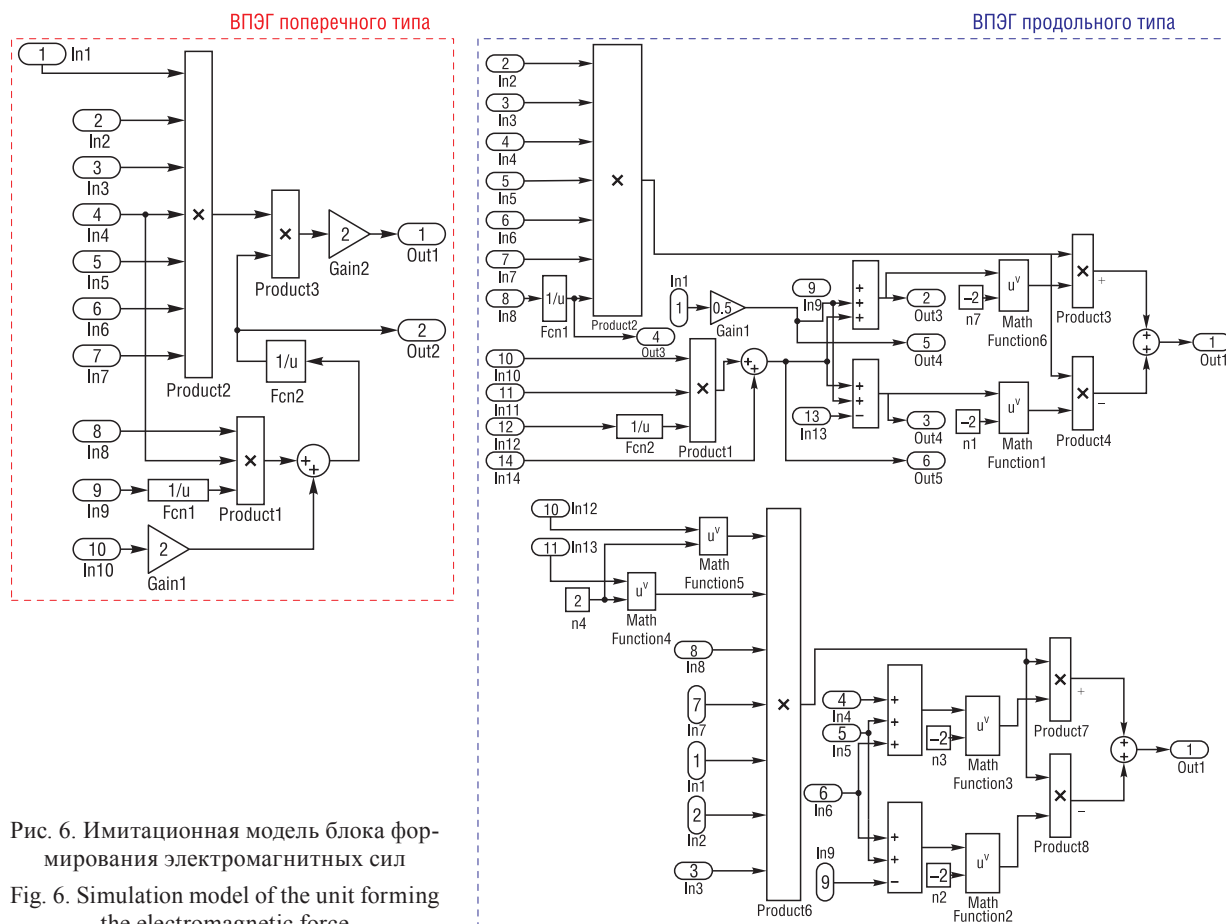 ВПЭГ поперечного типа
1 In1
2
In2
3
In3
4
In4
5
In5
6
In6
7
In7
×
Product2
×
Product3
2
Gain2
1
Out1
2
Out2
1/u
Fcn2
8
In8
9
In9
1/u
Fcn1
×
Product1
++
10
In10
2
Gain1
ВПЭГ продольного типа
2
In2
3
In3
4
In4
5
In5
6
In6
7
In7
8
In8
1/u
Fcn1
×
Product2
4
Out3
In1
1
0.5
Gain1
9
In9
+
+
+
2
Out3
5
Out4
-2
n7
u^v
Math
Function6
×
Product3
+
10
In10
11
In11
12
In12
14
In14
1/u
Fcn2
×
Product1
+
+
+
+
−
13
In13
3
Out4
6
Out5
-2
n1
u^v
Math
Function1
×
Product4
−
+
+
1
Out1
10 In12
11 In13
2
n4
u^v
Math
Function5
u^v
Math
Function4
8
In8
7
In7
1
In1
2
In2
3
In3
×
Product6
4
In4
5
In5
6
In6
In9
9
+
+
+
-2
n3
u^v
Math
Function3
×
Product7
+
+
+
−
-2
n2
u^v
Math
Function2
×
Product8
−
+
+
1
Out1
Рис. 6. Имитационная модель блока фор-
мирования электромагнитных сил
Fig. 6. Simulation model of the unit forming
the electromagnetic force